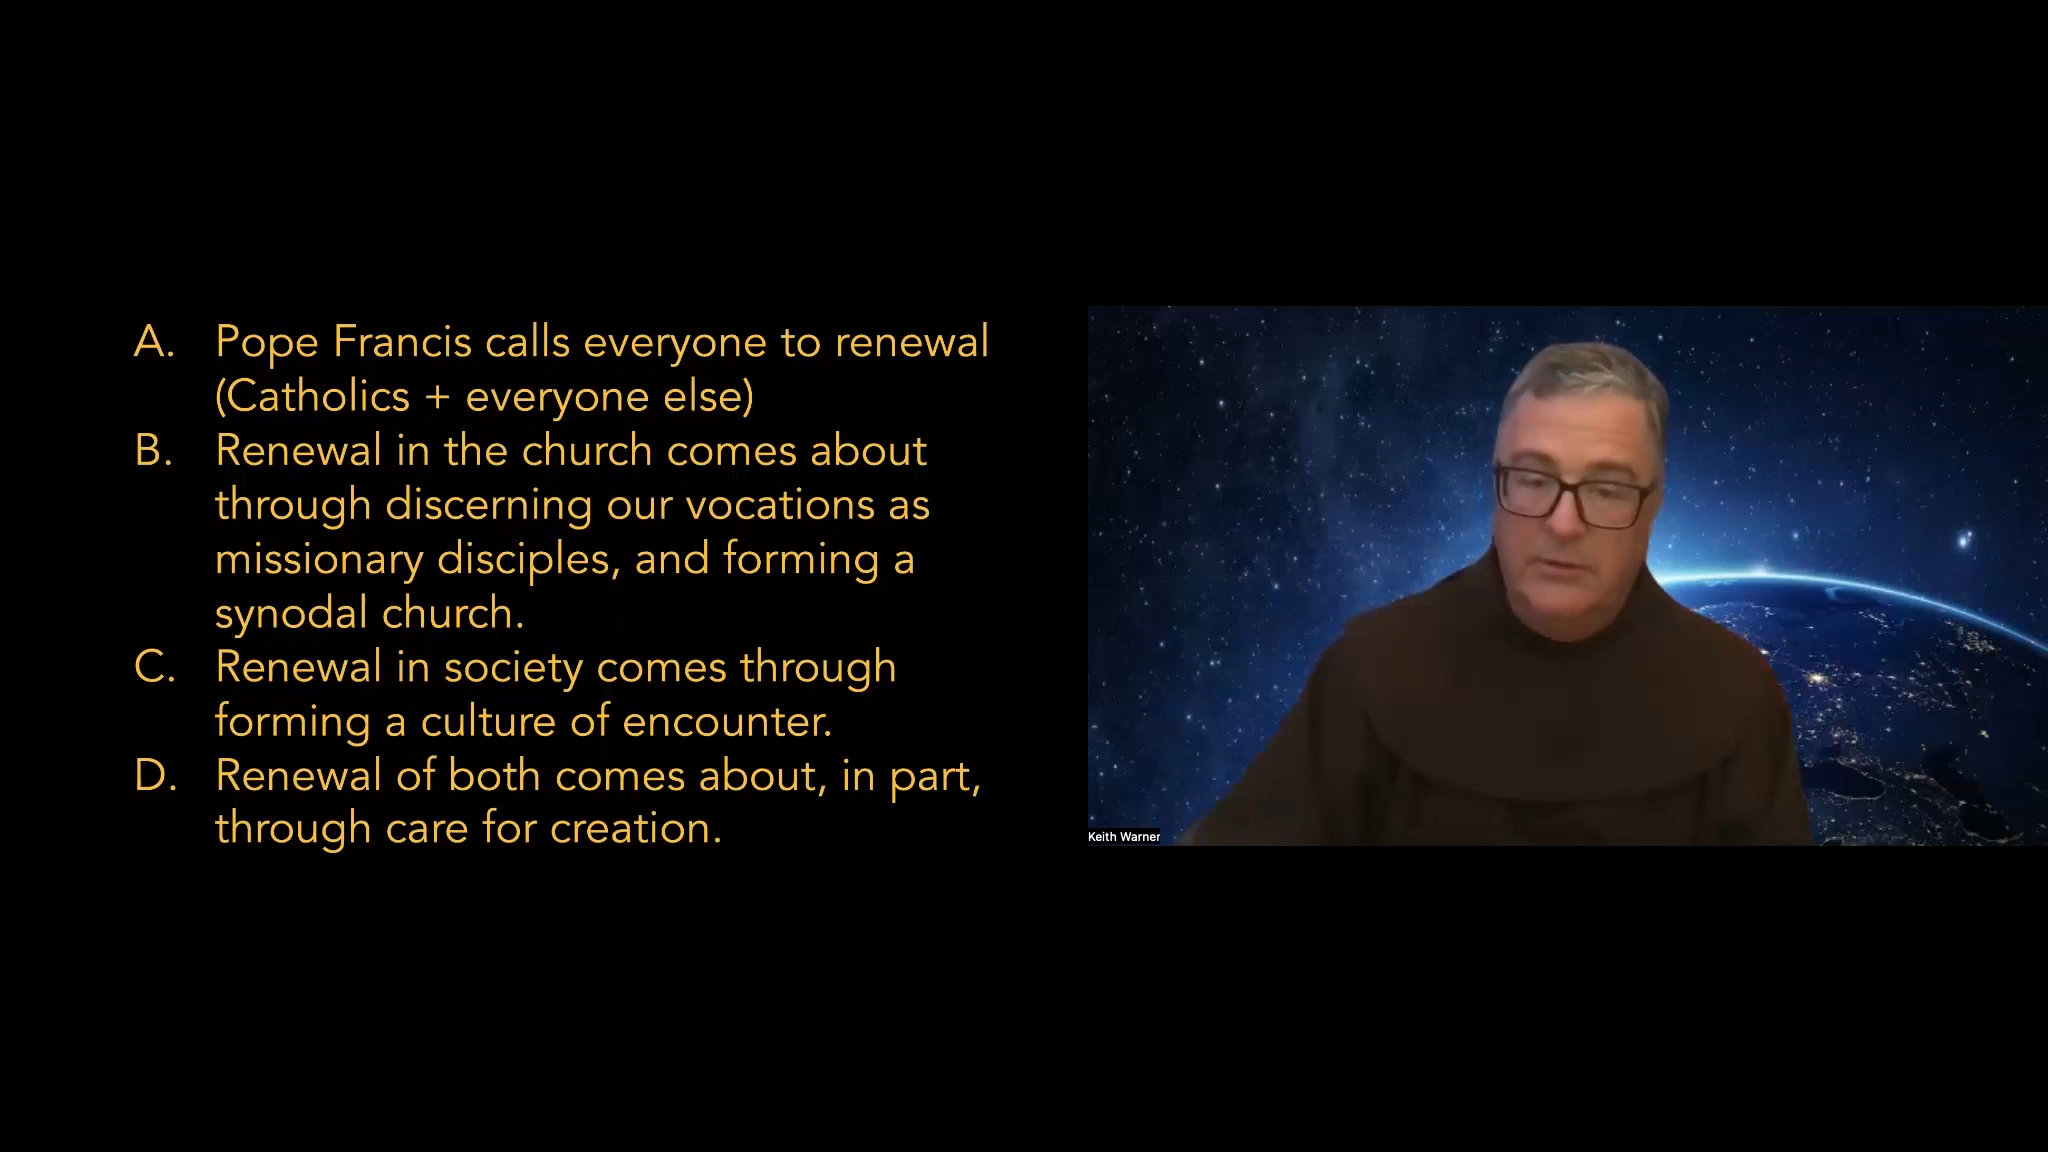 A. Pope Francis calls everyone to renewal
(Catholics + everyone else)
B. Renewal in the church comes about
through discerning our vocations as
missionary disciples, and forming a
synodal church.
C. Renewal in society comes through
forming a culture of encounter.
D. Renewal of both comes about, in part,
through care for creation.
Keith Warner